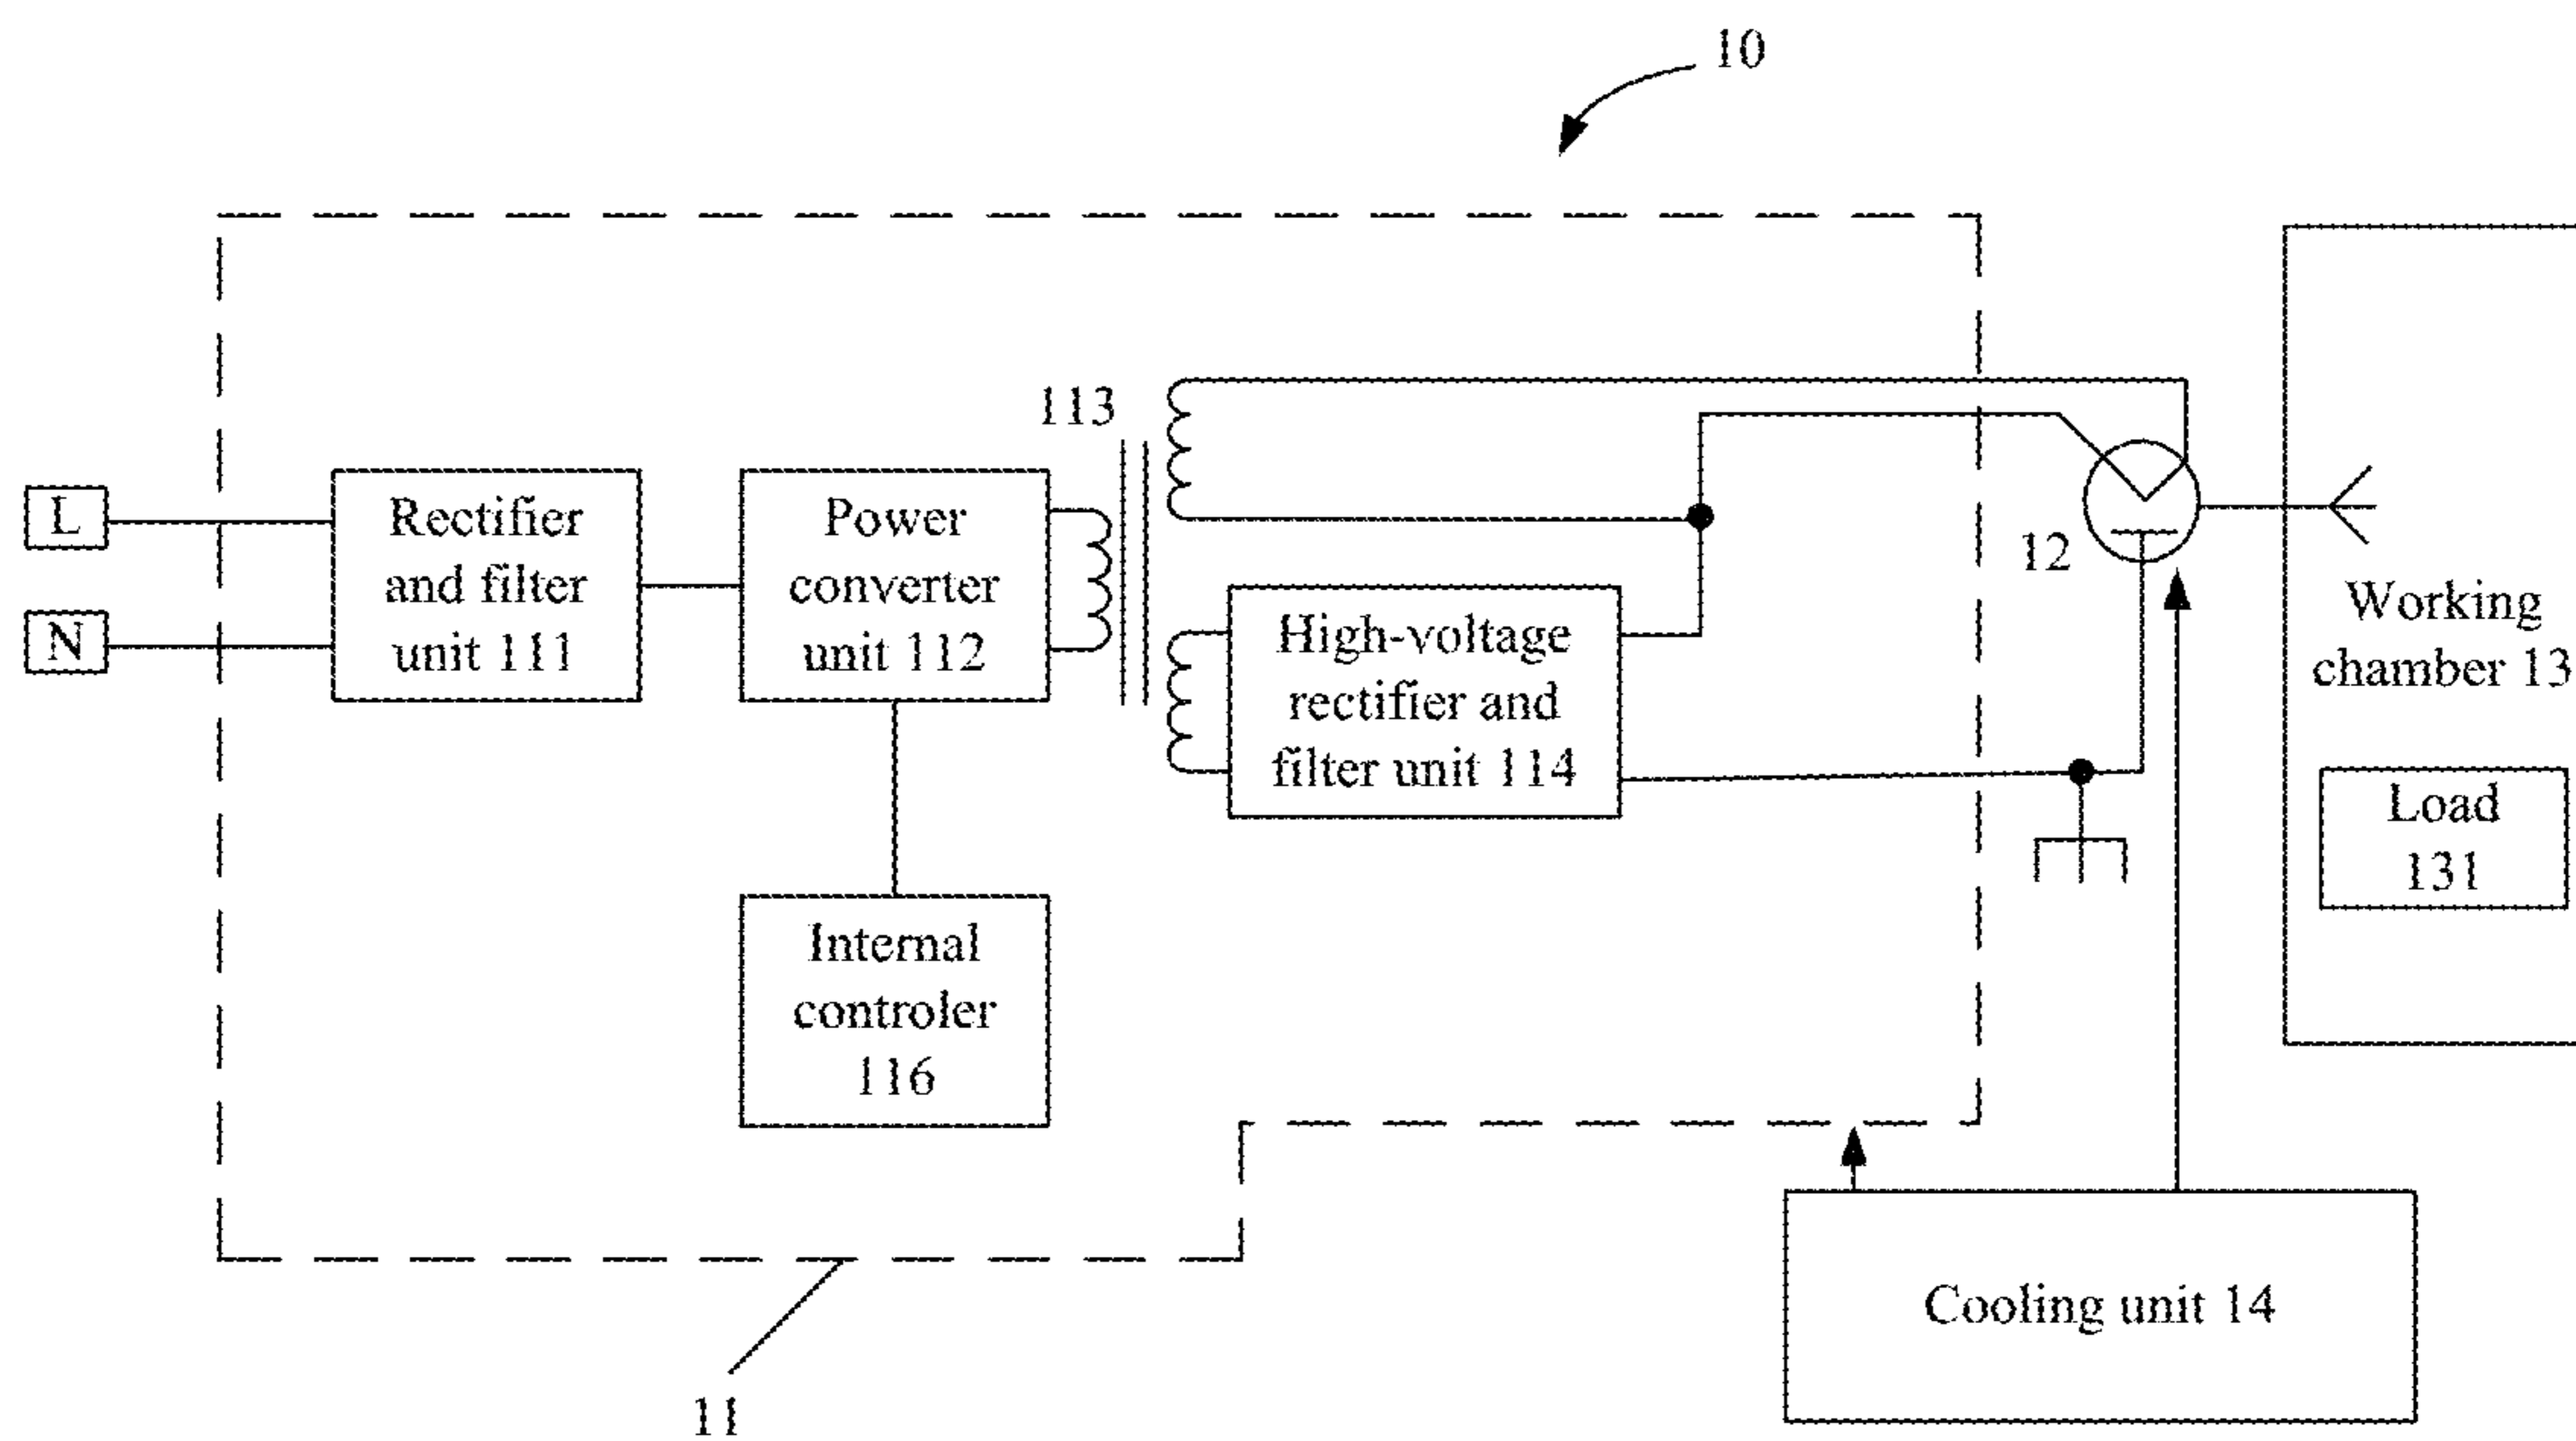 10
113
L
N
Rectifier
and filter
unit 111
Power
converter
unit 112
High-voltage
rectifier and
filter unit 114
Internal
controler
116
12
Working
chamber 13
Load
131
Cooling unit 14
11